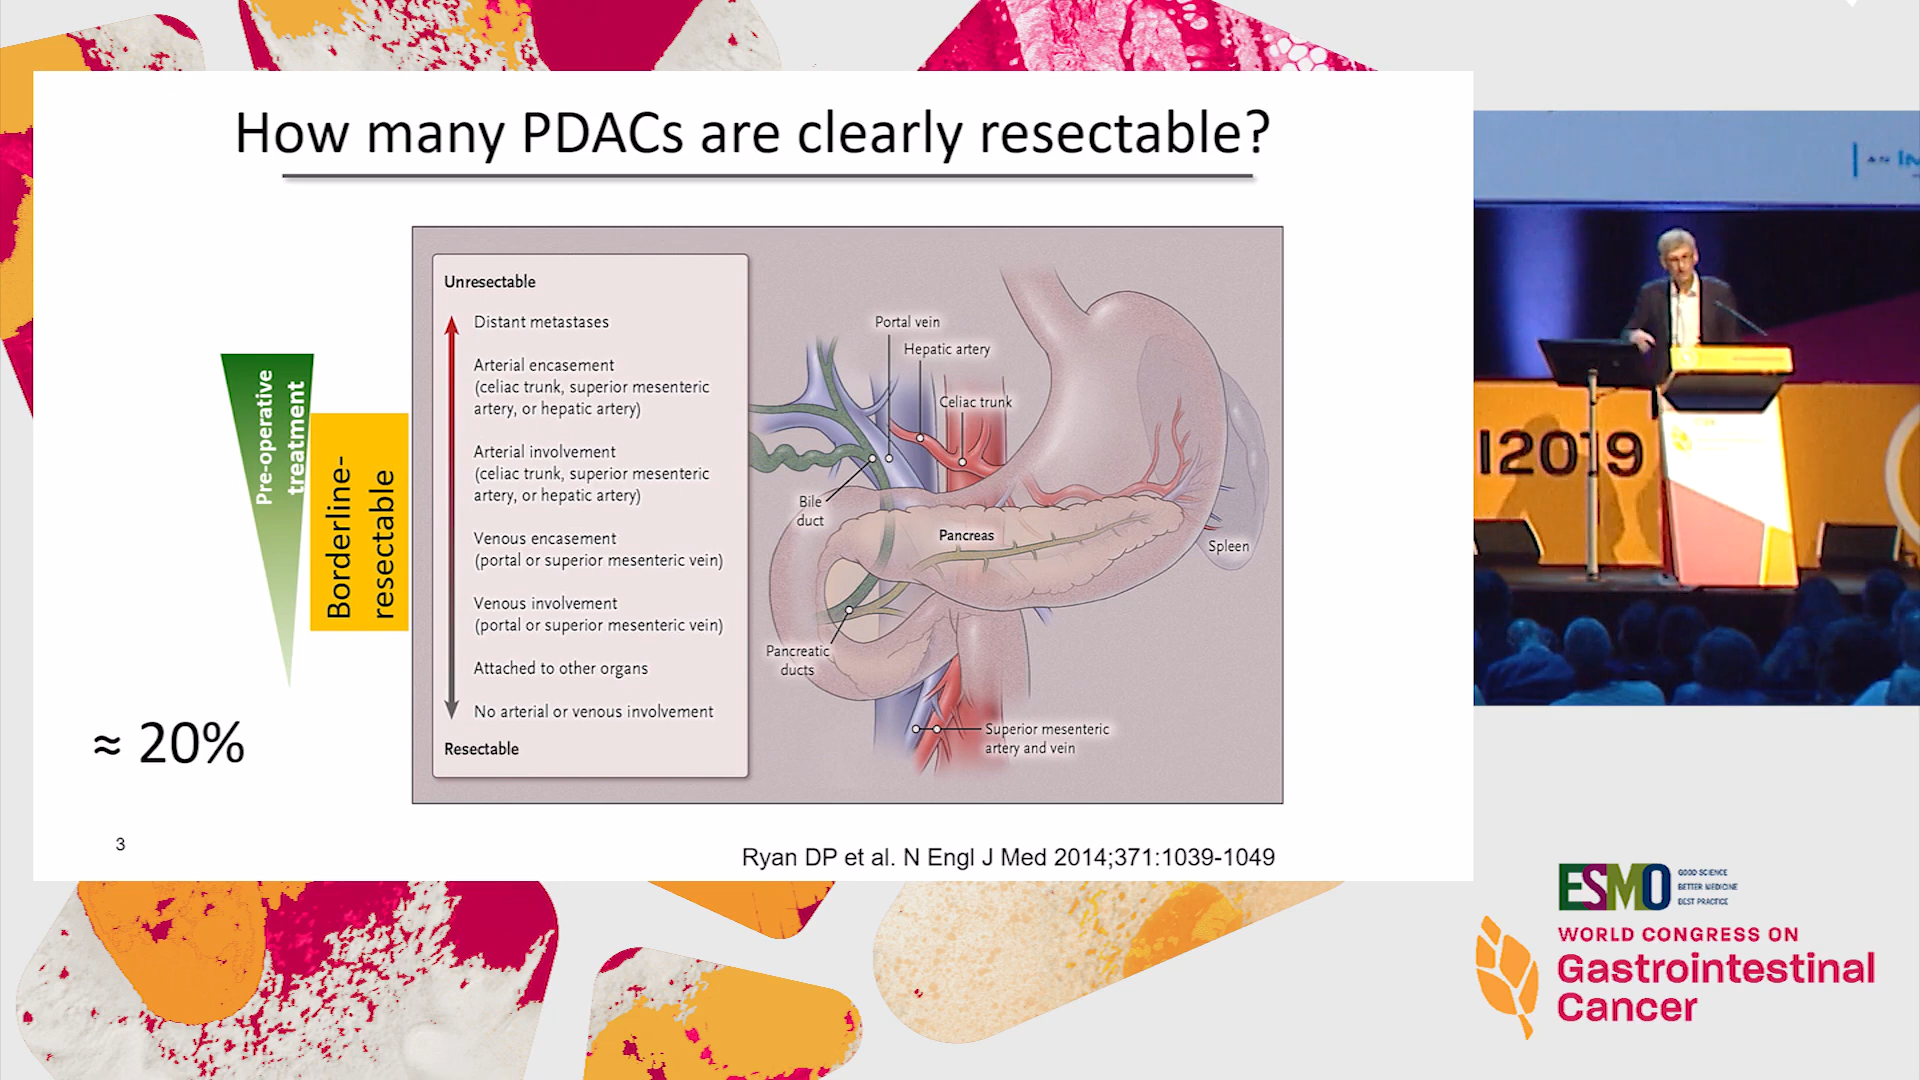 How many PDACs are clearly resectable?
Pre-operative
treatment
Borderline-
resectable
≈ 20%
Unresectable
Distant metastases
Arterial encasement
(celiac trunk, superior mesenteric
artery, or hepatic artery)
Arterial involvement
(celiac trunk, superior mesenteric
artery, or hepatic artery)
Venous encasement
(portal or superior mesenteric vein)
Venous involvement
(portal or superior mesenteric vein)
Attached to other organs
No arterial or venous involvement
Resectable
Portal vein
Hepatic artery
Celiac trunk
Bile
duct
Pancreas
Spleen
Pancreatic
ducts
Superior mesenteric
artery and vein
3
Ryan DP et al. N Engl J Med 2014;371:1039-1049
AN
I2019
ESMO
GOOD SCIENCE
BETTER MEDICINE
BEST PRACTICE
WORLD CONGRESS ON
Gastrointestinal
Cancer